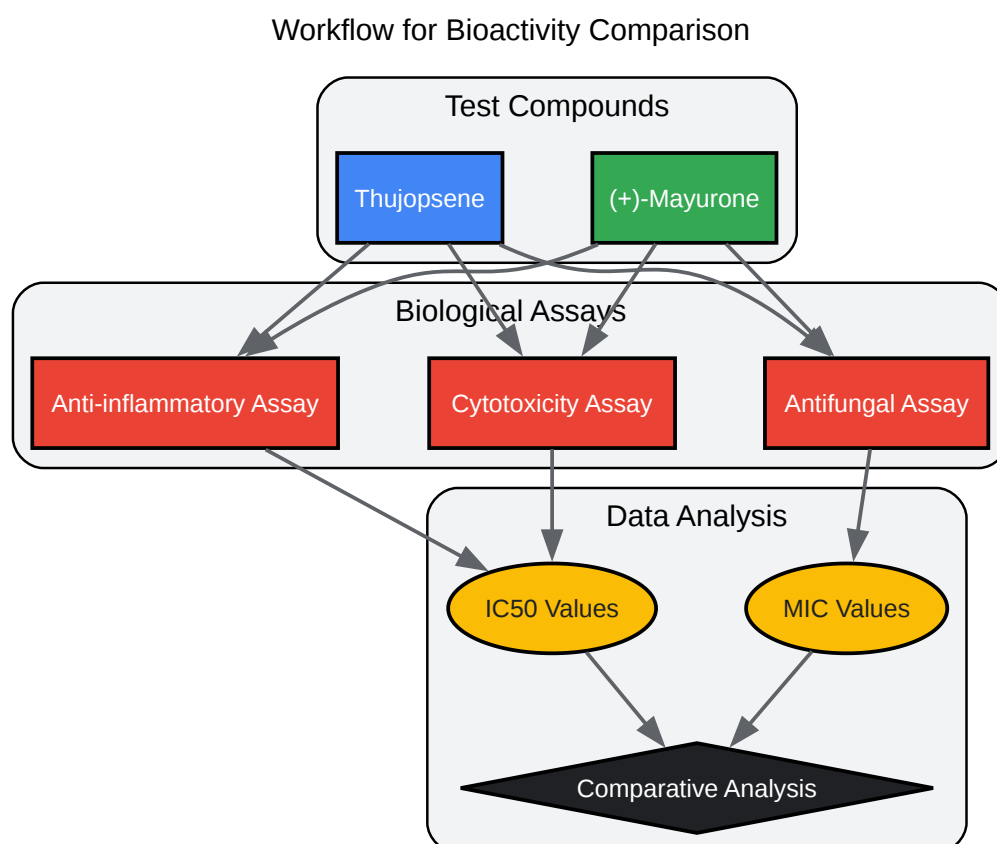 Workflow for Bioactivity Comparison
Test Compounds
Thujopsene
(+)-Mayurone
Biological Assays
Anti-inflammatory Assay
Cytotoxicity Assay
Antifungal Assay
Data Analysis
IC50 Values
MIC Values
Comparative Analysis